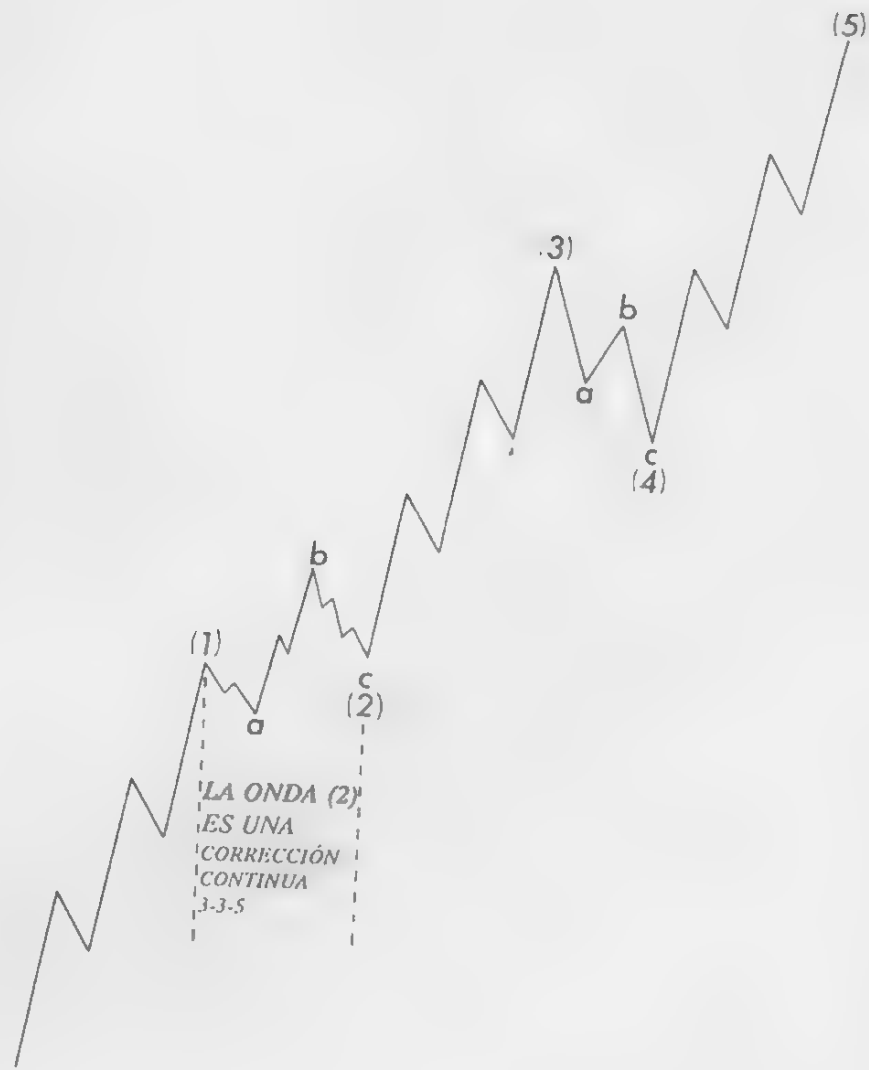 (5)
.3)
b
a
c
(4)
b
(1)
c
(2)
a
LA ONDA (2)
ES UNA
CORRECCIÓN
CONTINUA
3-3-5